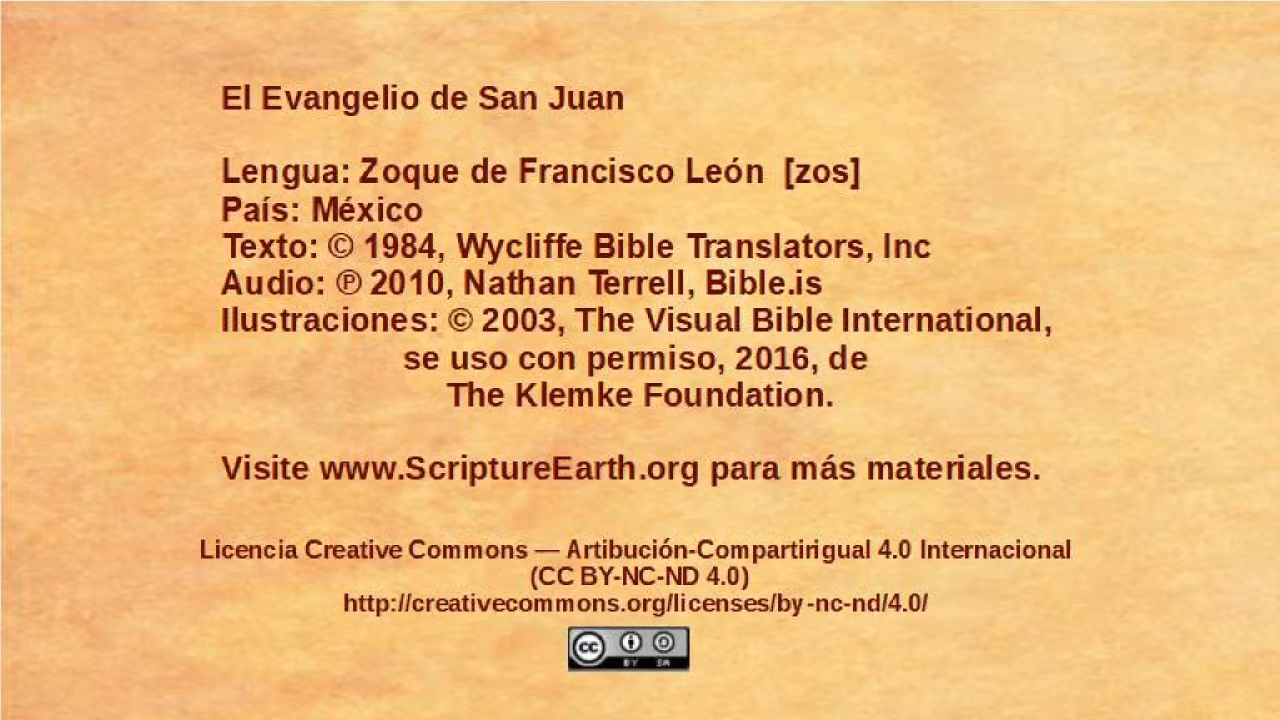 El Evangelio de San Juan
Lengua: Zoque de Francisco León [zos]
País: México
Texto: © 1984, Wycliffe Bible Translators, Inc
Audio: ℗ 2010, Nathan Terrell, Bible.is
Ilustraciones: © 2003, The Visual Bible International,
se uso con permiso, 2016, de
The Klemke Foundation.
Visite www.ScriptureEarth.org para más materiales.
Licencia Creative Commons — Artibución-Compartirigual 4.0 Internacional
(CC BY-NC-ND 4.0)
http://creativecommons.org/licenses/by-nc-nd/4.0/
cc BY SA